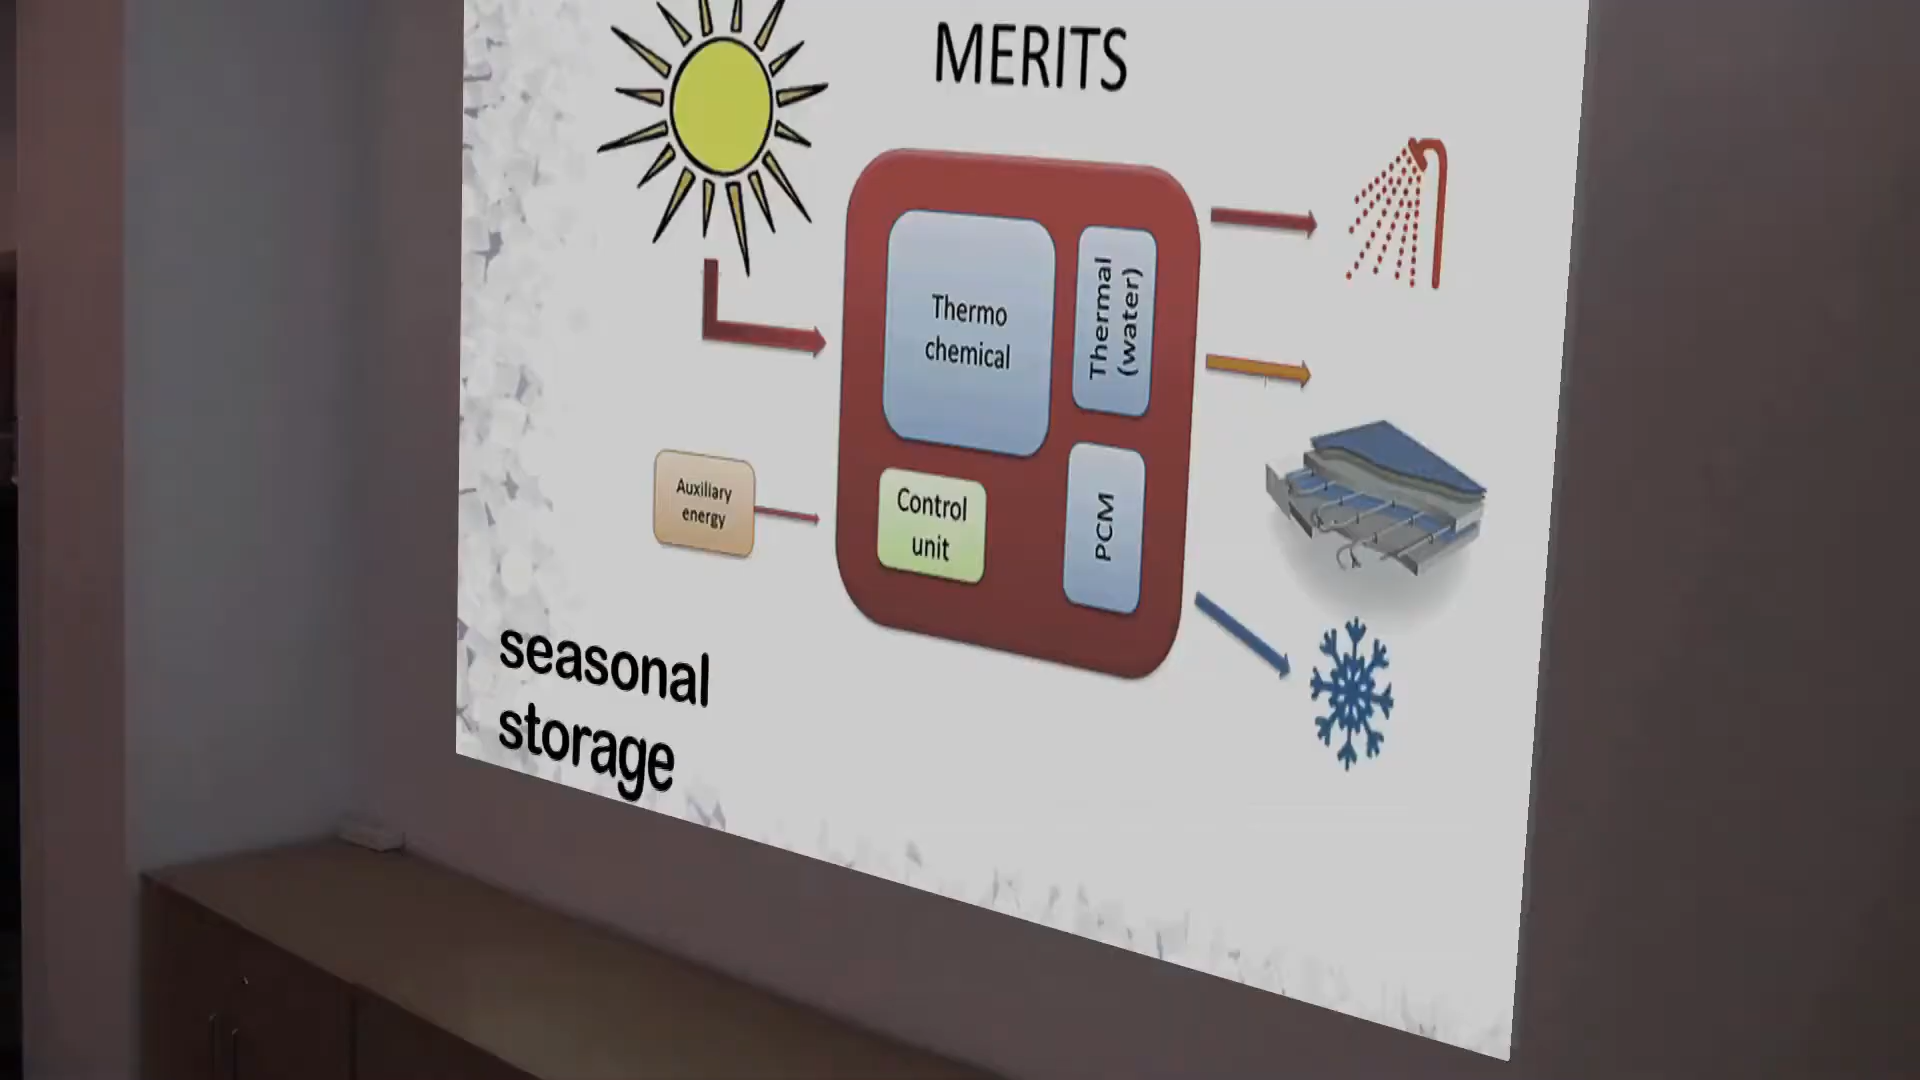 MERITS
Thermo
chemical
Thermal
(water)
Auxiliary
energy
Control
unit
PCM
seasonal
storage